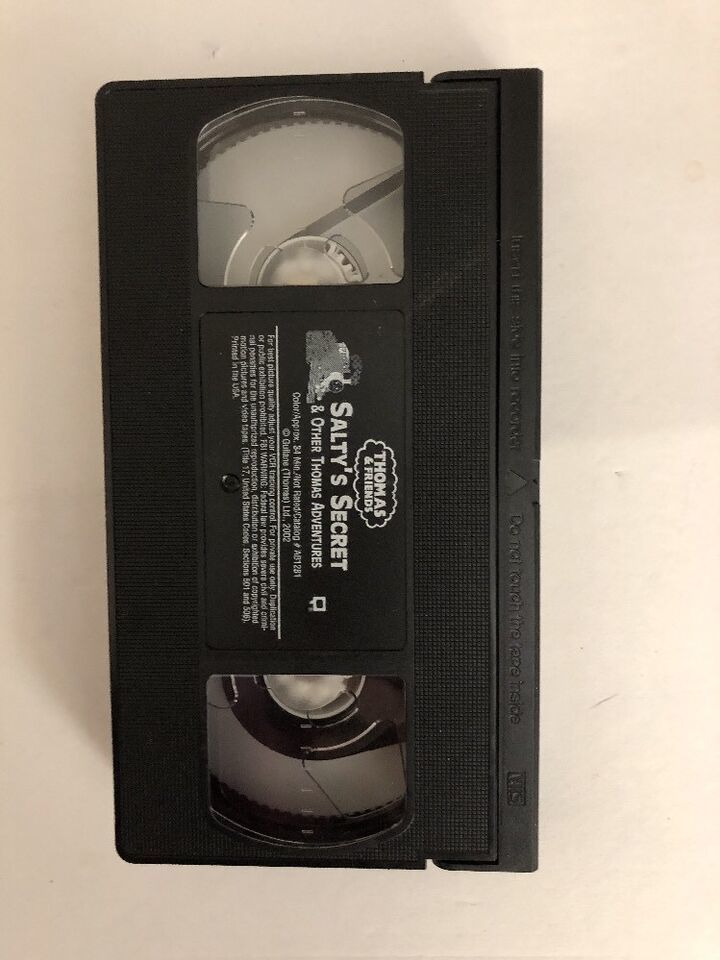 THOMAS
& FRIENDS
SALTY'S SECRET
& OTHER THOMAS ADVENTURES
Color/Approx. 34 Min./Not Rated/Catalog # AB1281
© Gullane (Thomas) Ltd., 2002
For best picture quality adjust your VCR tracking control. For private use only. Duplication
or public exhibition prohibited. FBI WARNING: Federal law provides severe civil and crimi-
nal penalties for the unauthorized reproduction, distribution or exhibition of copyrighted
motion pictures and video tapes. (Title 17, United States Codes, Sections 501 and 506).
Printed in the USA.
Insert this side into recorder △ Do not touch the tape inside
VHS